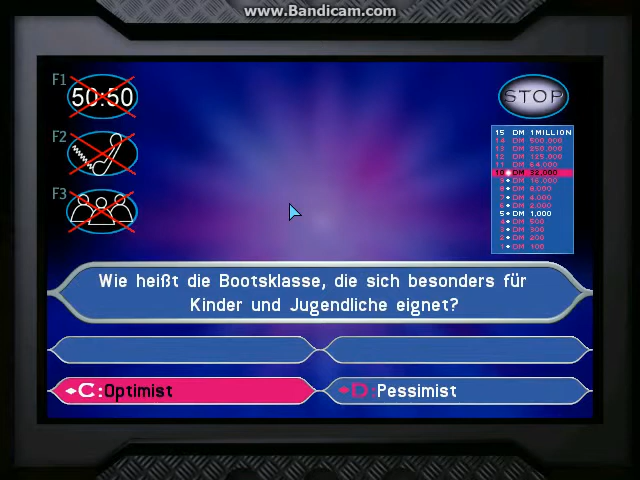 www.Bandicam.com
F1
50:50
STOP
F2
F3
15 DM 1MILLION
14 DM 500,000
13 DM 250,000
12 DM 125,000
11 DM 64,000
10 DM 32,000
9 DM 16,000
8 DM 8,000
7 DM 4,000
6 DM 2,000
5 DM 1,000
4 DM 500
3 DM 300
2 DM 200
1 DM 100
Wie heißt die Bootsklasse, die sich besonders für
Kinder und Jugendliche eignet?
C: Optimist
D: Pessimist